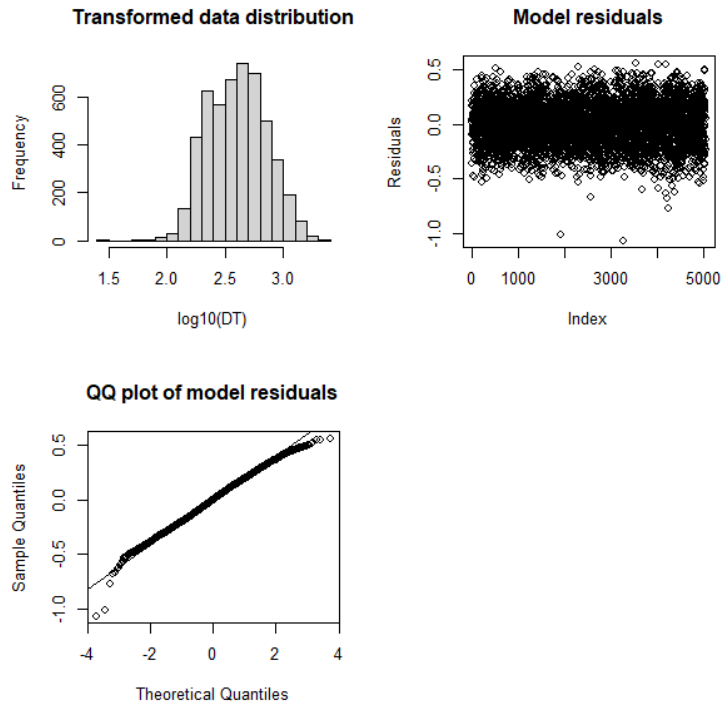 Transformed data distribution
Frequency
0 200 400 600
1.5 2.0 2.5 3.0
log10(DT)
Model residuals
Residuals
-1.0 -0.5 0.0 0.5
0 1000 3000 5000
Index
QQ plot of model residuals
Sample Quantiles
-1.0 -0.5 0.0 0.5
-4 -2 0 2 4
Theoretical Quantiles